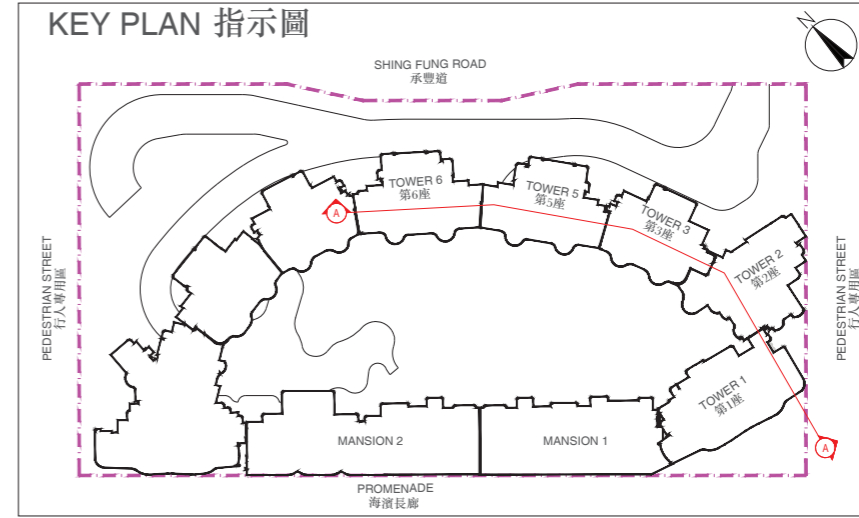 KEY PLAN 指示圖
N
SHING FUNG ROAD
承豐道
TOWER 6
第6座
TOWER 5
第5座
TOWER 3
第3座
TOWER 2
第2座
TOWER 1
第1座
A
A
PEDESTRIAN STREET
行人專用區
PEDESTRIAN STREET
行人專用區
MANSION 2
MANSION 1
PROMENADE
海濱長廊